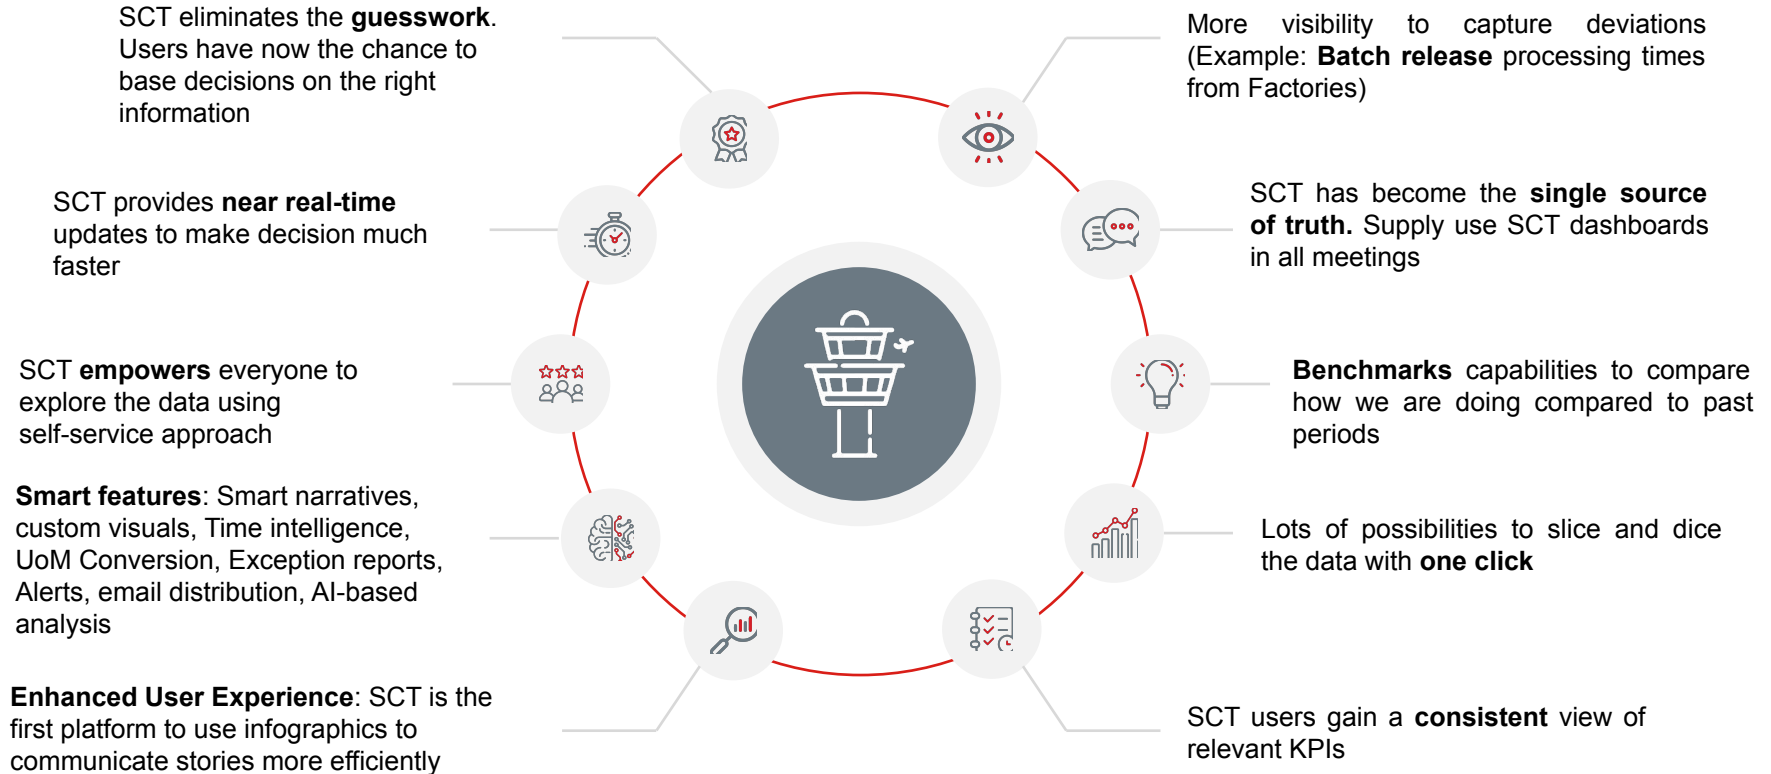 SCT eliminates the guesswork.
Users have now the chance to
base decisions on the right
information
SCT provides near real-time
updates to make decision much
faster
SCT empowers everyone to
explore the data using
self-service approach
Smart features: Smart narratives,
custom visuals, Time intelligence,
UoM Conversion, Exception reports,
Alerts, email distribution, AI-based
analysis
Enhanced User Experience: SCT is the
first platform to use infographics to
communicate stories more efficiently
More visibility to capture deviations
(Example: Batch release processing times
from Factories)
SCT has become the single source
of truth. Supply use SCT dashboards
in all meetings
Benchmarks capabilities to compare
how we are doing compared to past
periods
Lots of possibilities to slice and dice
the data with one click
SCT users gain a consistent view of
relevant KPIs